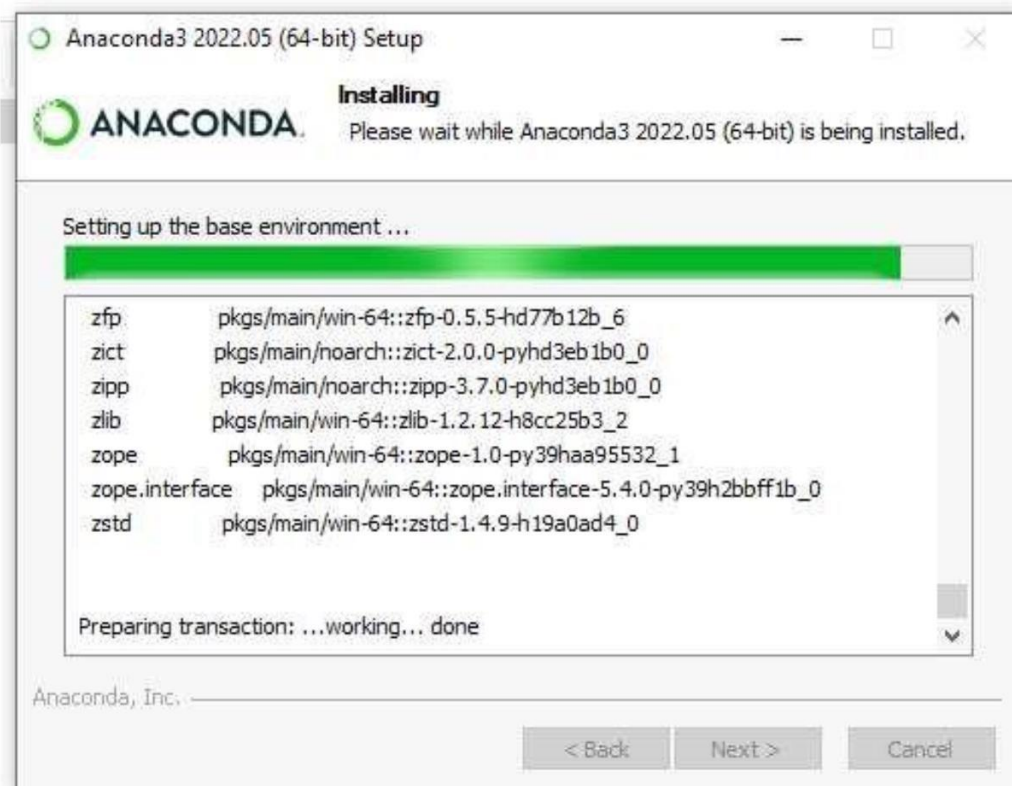 Anaconda3 2022.05 (64-bit) Setup
ANACONDA.
Installing
Please wait while Anaconda3 2022.05 (64-bit) is being installed.
Setting up the base environment ...
zfp pkgs/main/win-64::zfp-0.5.5-hd77b12b_6
zict pkgs/main/noarch::zict-2.0.0-pyhd3eb1b0_0
zipp pkgs/main/noarch::zipp-3.7.0-pyhd3eb1b0_0
zlib pkgs/main/win-64::zlib-1.2.12-h8cc25b3_2
zope pkgs/main/win-64::zope-1.0-py39haa95532_1
zope.interface pkgs/main/win-64::zope.interface-5.4.0-py39h2bbff1b_0
zstd pkgs/main/win-64::zstd-1.4.9-h19a0ad4_0
Preparing transaction: ...working... done
Anaconda, Inc.
< Back Next > Cancel